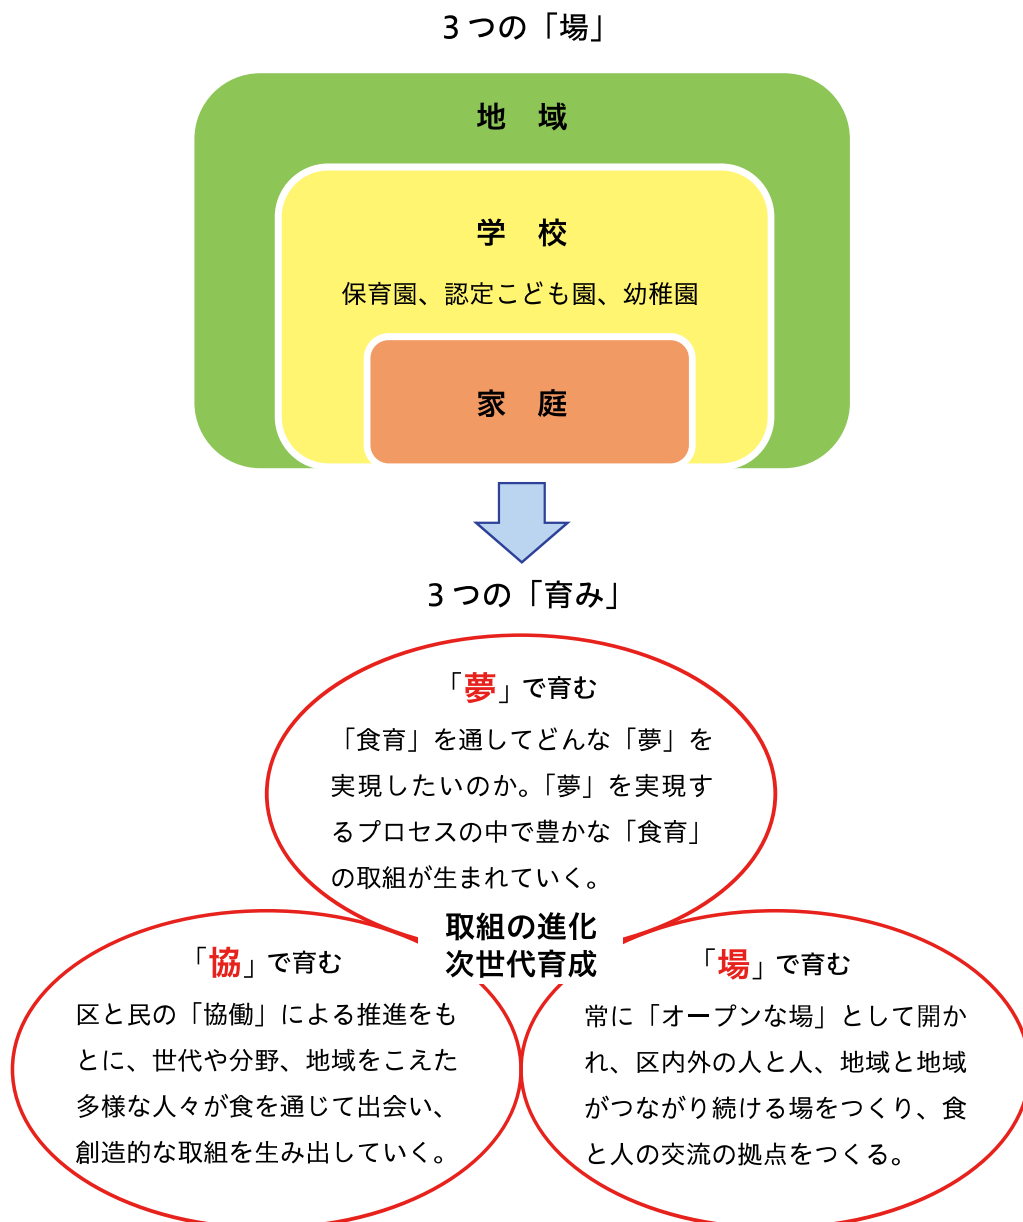 3つの「場」
地　域
学　校
保育園、認定こども園、幼稚園
家　庭
3つの「育み」
「夢」で育む
「食育」を通してどんな「夢」を
実現したいのか。「夢」を実現す
るプロセスの中で豊かな「食育」
の取組が生まれていく。
取組の進化
次世代育成
「協」で育む
区と民の「協働」による推進をも
とに、世代や分野、地域をこえた
多様な人々が食を通じて出会い、
創造的な取組を生み出していく。
「場」で育む
常に「オープンな場」として開か
れ、区内外の人と人、地域と地域
がつながり続ける場をつくり、食
と人の交流の拠点をつくる。